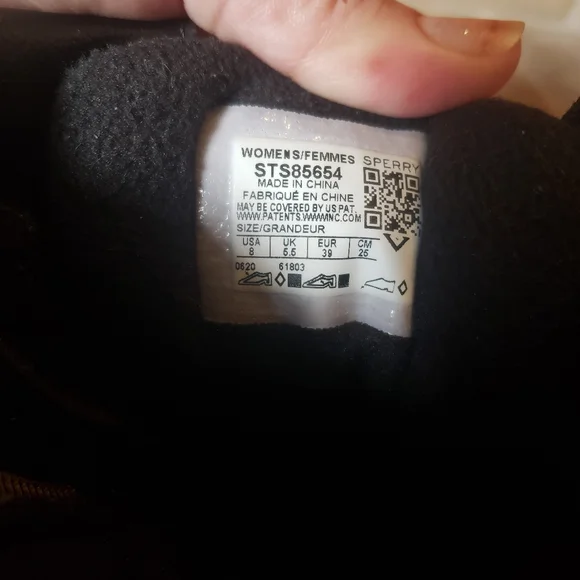 WOMENS/FEMMES SPERRY
STS85654
MADE IN CHINA
FABRIQUÉ EN CHINE
MAY BE COVERED BY US PAT.
WWW.PATENTS.WWWINC.COM
SIZE/GRANDEUR
USA UK EUR CM
8 5.5 39 25
0620 61803